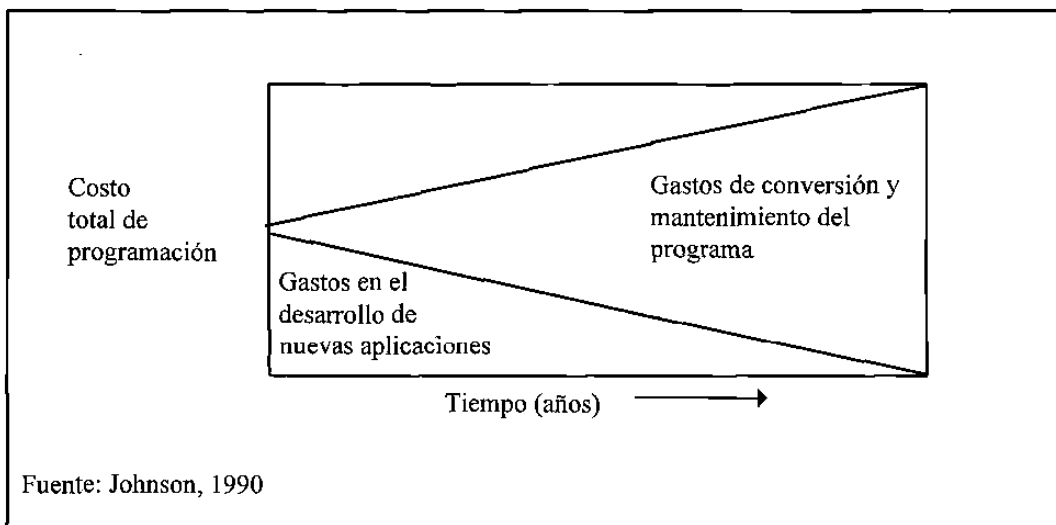 Costo
total de
programación
Gastos de conversión y
mantenimiento del
programa
Gastos en el
desarrollo de
nuevas aplicaciones
Tiempo (años)
Fuente: Johnson, 1990